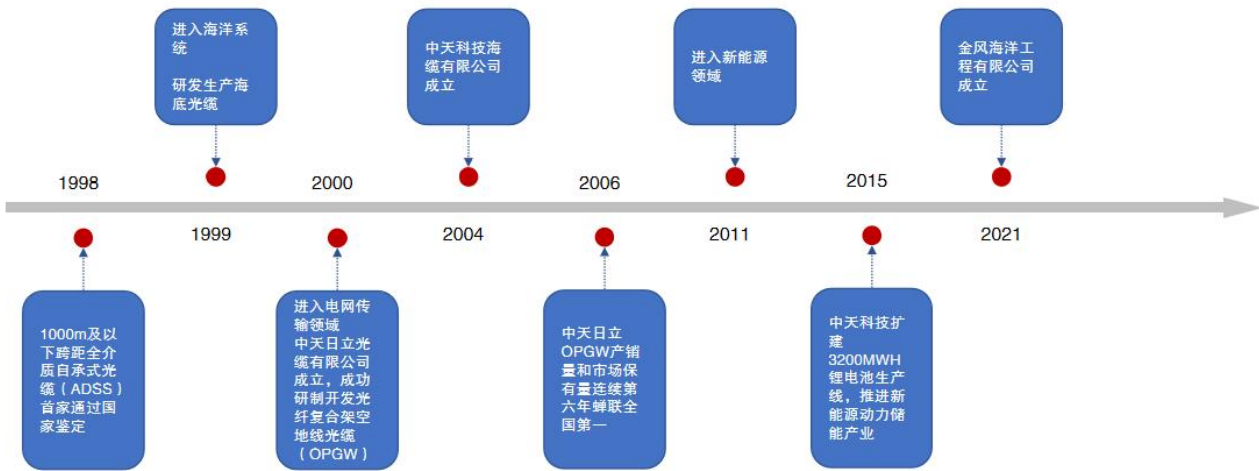 进入海洋系
统
研发生产海
底光缆
中天科技海
缆有限公司
成立
进入新能源
领域
金风海洋工
程有限公司
成立
1998
2000
2006
2015
1999
2004
2011
2021
1000m及以
下跨距全介
质自承式光
缆（ADSS）
首家通过国
家鉴定
进入电网传
输领域
中天日立光
缆有限公司
成立，成功
研制开发光
纤复合架空
地线光缆
（OPGW）
中天日立
OPGW产销
量和市场保
有量连续第
六年蝉联全
国第一
中天科技扩
建
3200MWH
锂电池生产
线，推进新
能源动力储
能产业